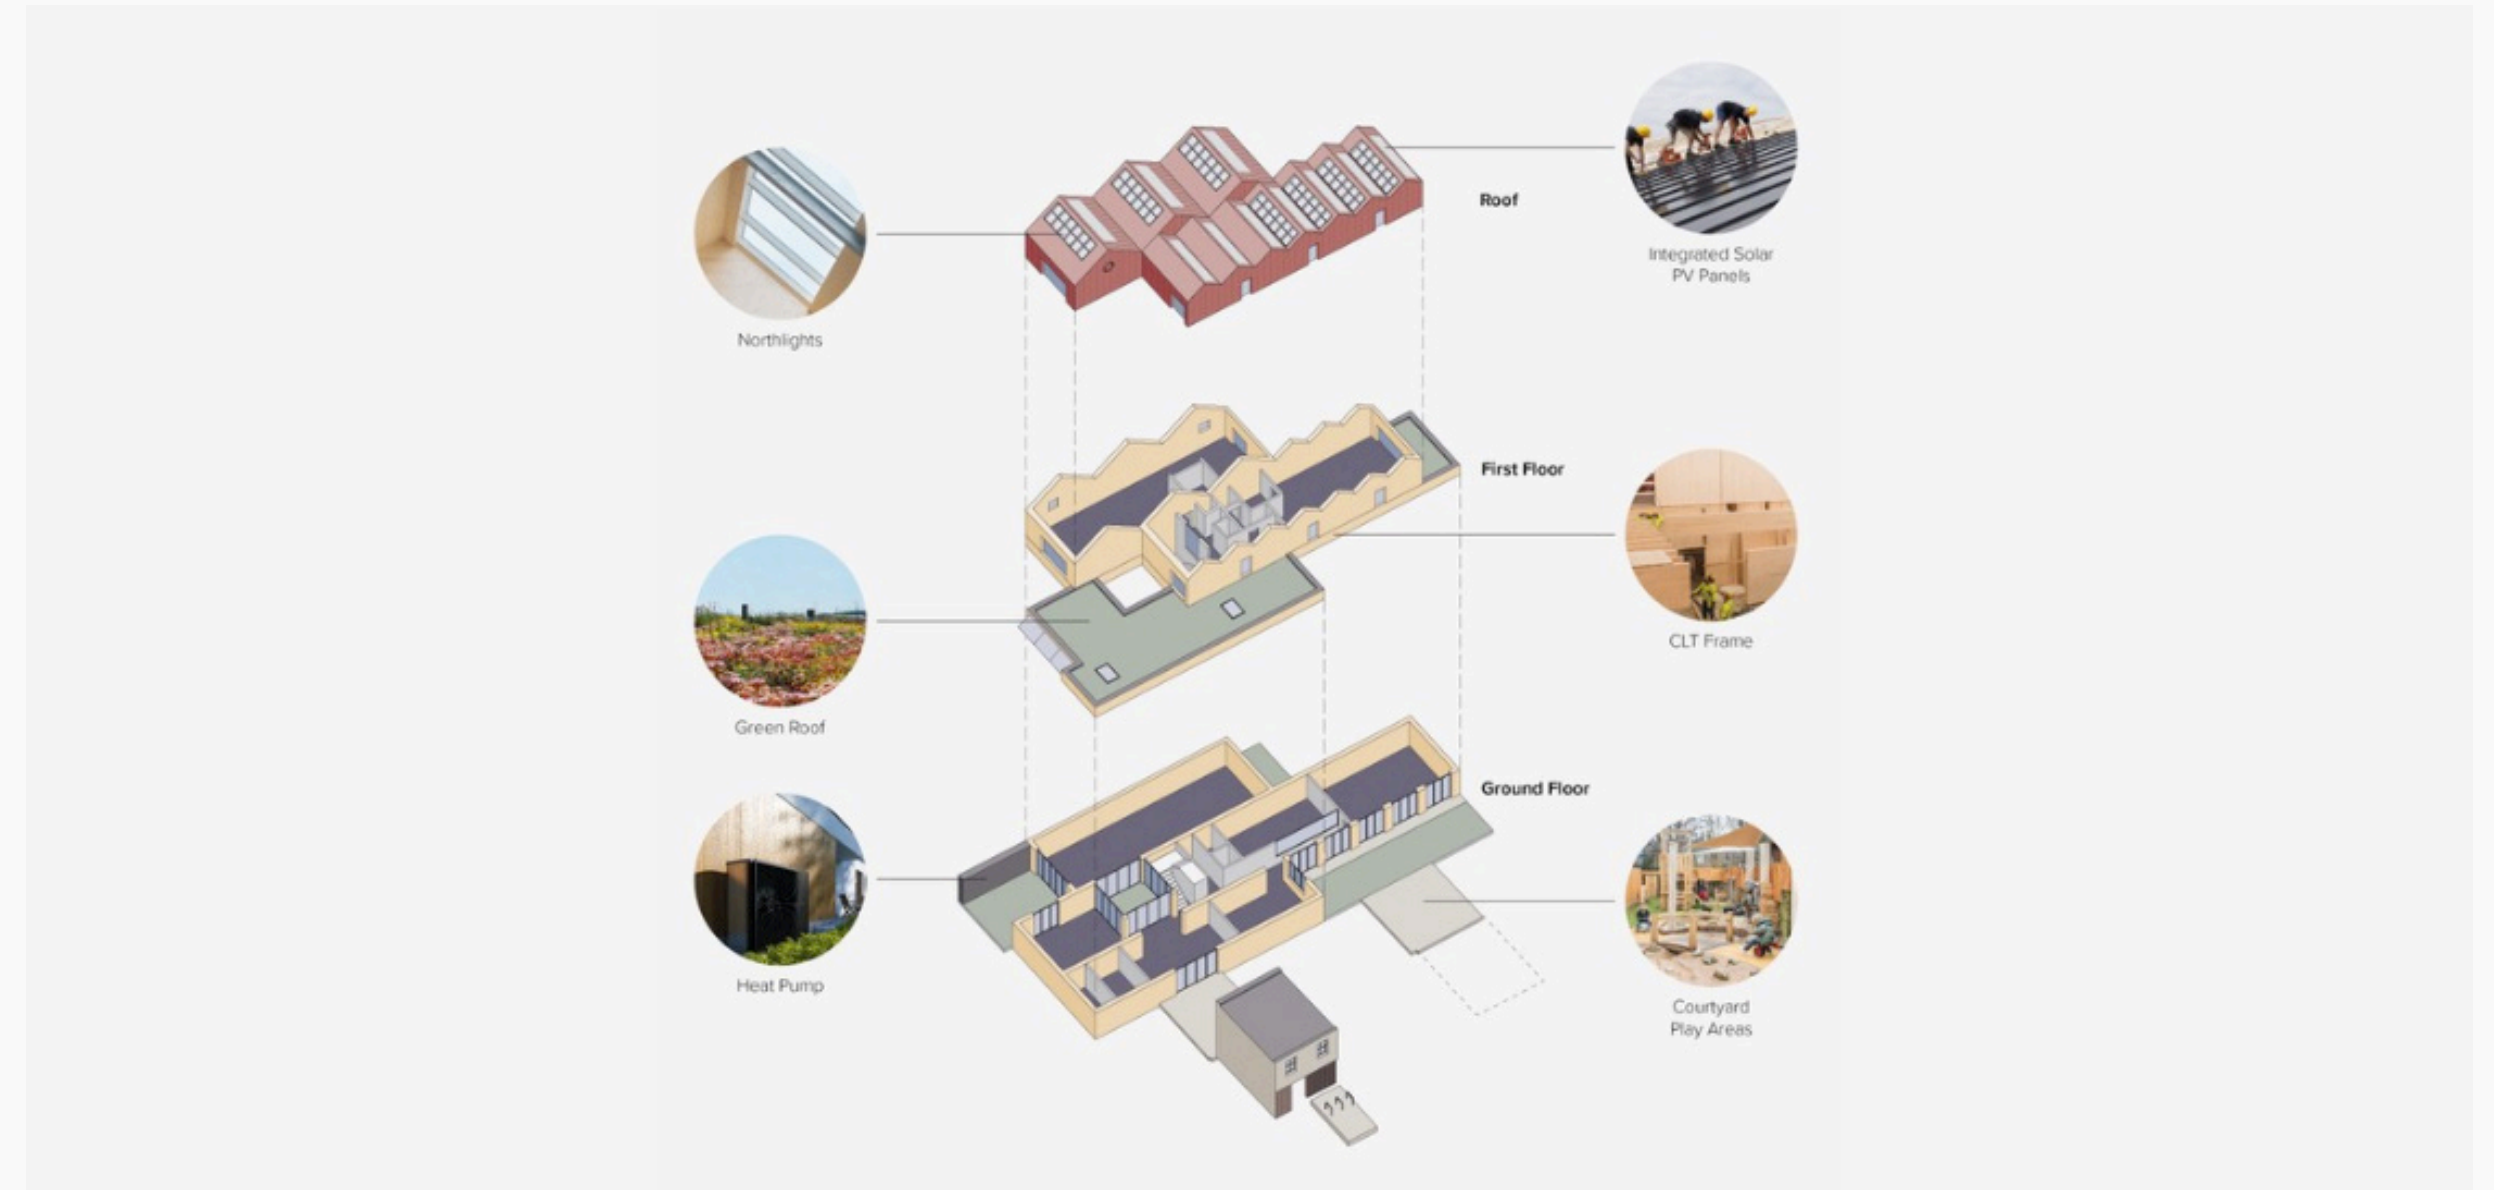 Roof
Integrated Solar
PV Panels
Northlights
First Floor
CLT Frame
Green Roof
Ground Floor
Heat Pump
Courtyard
Play Areas